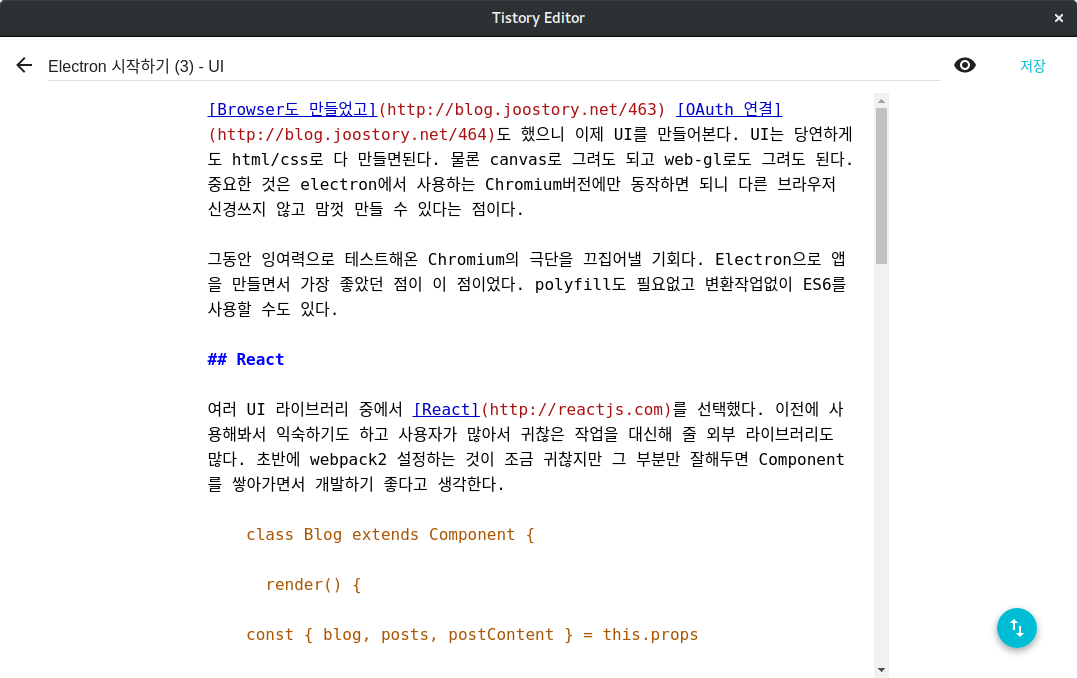 Tistory Editor
Electron 시작하기 (3) - UI
저장
[Browser도 만들었고](http://blog.joostory.net/463) [OAuth 연결]
(http://blog.joostory.net/464)도 했으니 이제 UI를 만들어본다. UI는 당연하게
도 html/css로 다 만들면된다. 물론 canvas로 그려도 되고 web-gl로도 그려도 된다.
중요한 것은 electron에서 사용하는 Chromium버전에만 동작하면 되니 다른 브라우저
신경쓰지 않고 맘껏 만들 수 있다는 점이다.
그동안 잉여력으로 테스트해온 Chromium의 극단을 끄집어낼 기회다. Electron으로 앱
을 만들면서 가장 좋았던 점이 이 점이었다. polyfill도 필요없고 변환작업없이 ES6를
사용할 수도 있다.
## React
여러 UI 라이브러리 중에서 [React](http://reactjs.com)를 선택했다. 이전에 사
용해봐서 익숙하기도 하고 사용자가 많아서 귀찮은 작업을 대신해 줄 외부 라이브러리도
많다. 초반에 webpack2 설정하는 것이 조금 귀찮지만 그 부분만 잘해두면 Component
를 쌓아가면서 개발하기 좋다고 생각한다.
class Blog extends Component {
render() {
const { blog, posts, postContent } = this.props